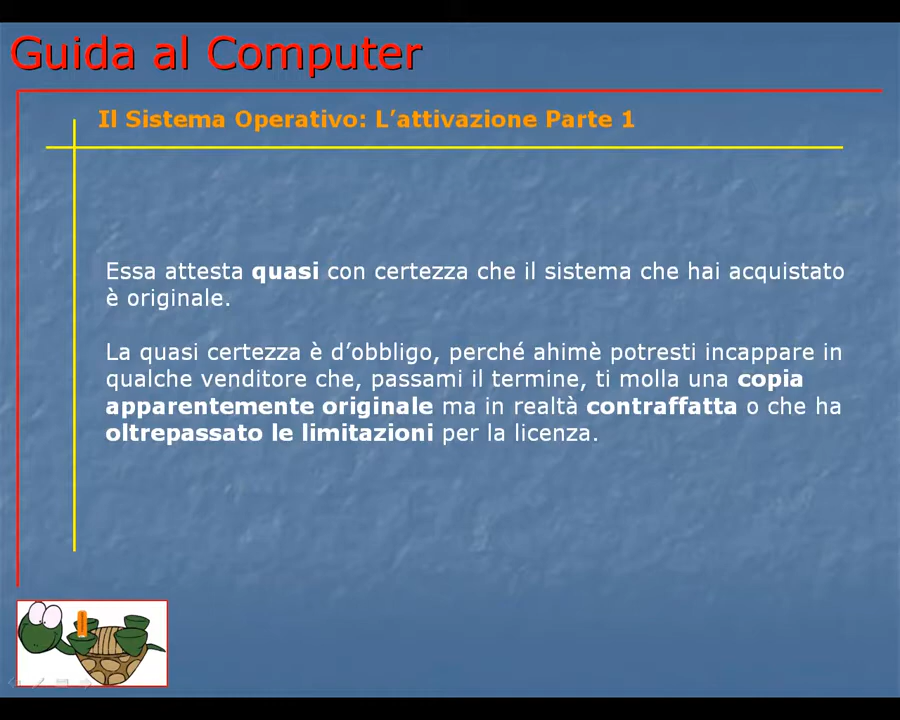 Guida al Computer
Il Sistema Operativo: L’attivazione Parte 1
Essa attesta quasi con certezza che il sistema che hai acquistato
è originale.
La quasi certezza è d’obbligo, perché ahimè potresti incappare in
qualche venditore che, passami il termine, ti molla una copia
apparentemente originale ma in realtà contraffatta o che ha
oltrepassato le limitazioni per la licenza.